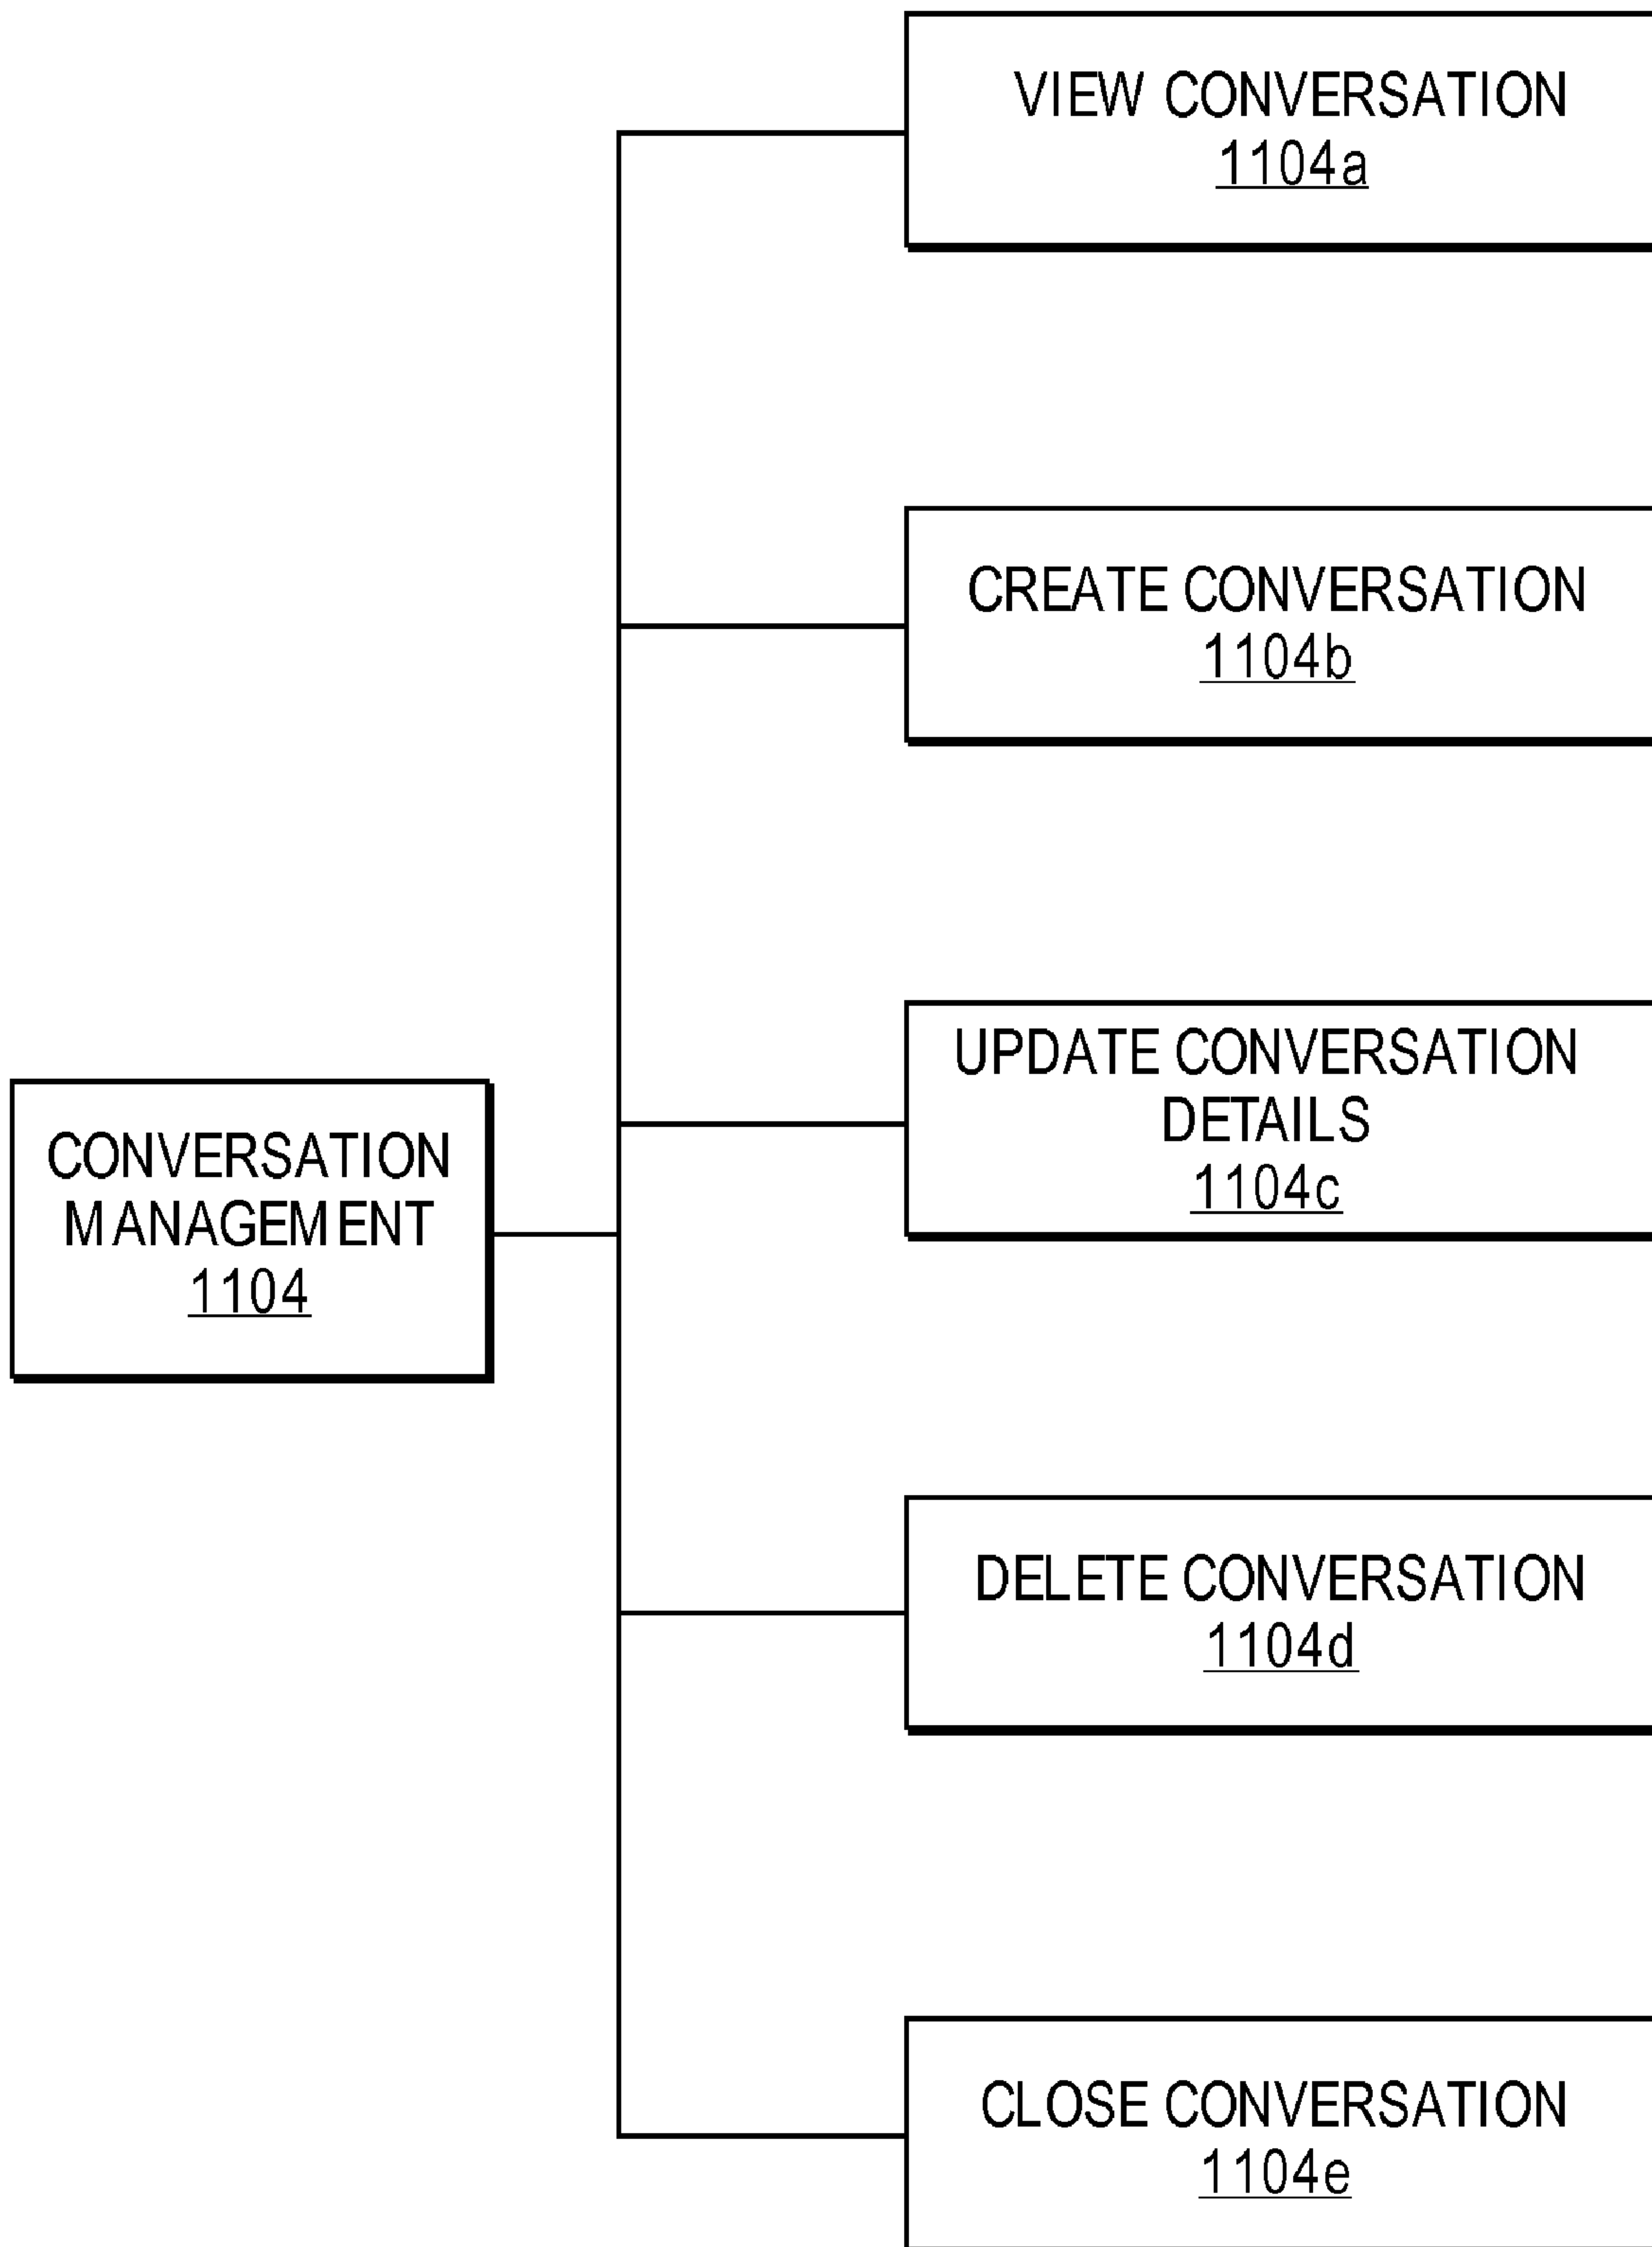 VIEW CONVERSATION
1104a
CREATE CONVERSATION
1104b
UPDATE CONVERSATION
DETAILS
1104c
CONVERSATION
MANAGEMENT
1104
DELETE CONVERSATION
1104d
CLOSE CONVERSATION
1104e